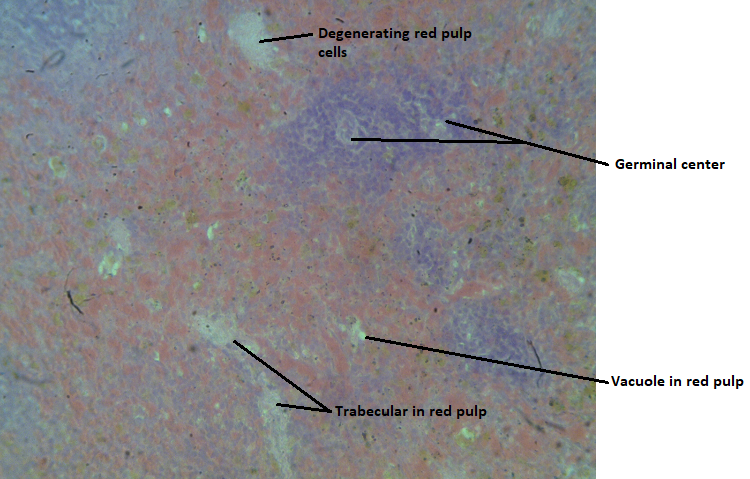 Degenerating red pulp
cells
Germinal center
Vacuole in red pulp
Trabecular in red pulp